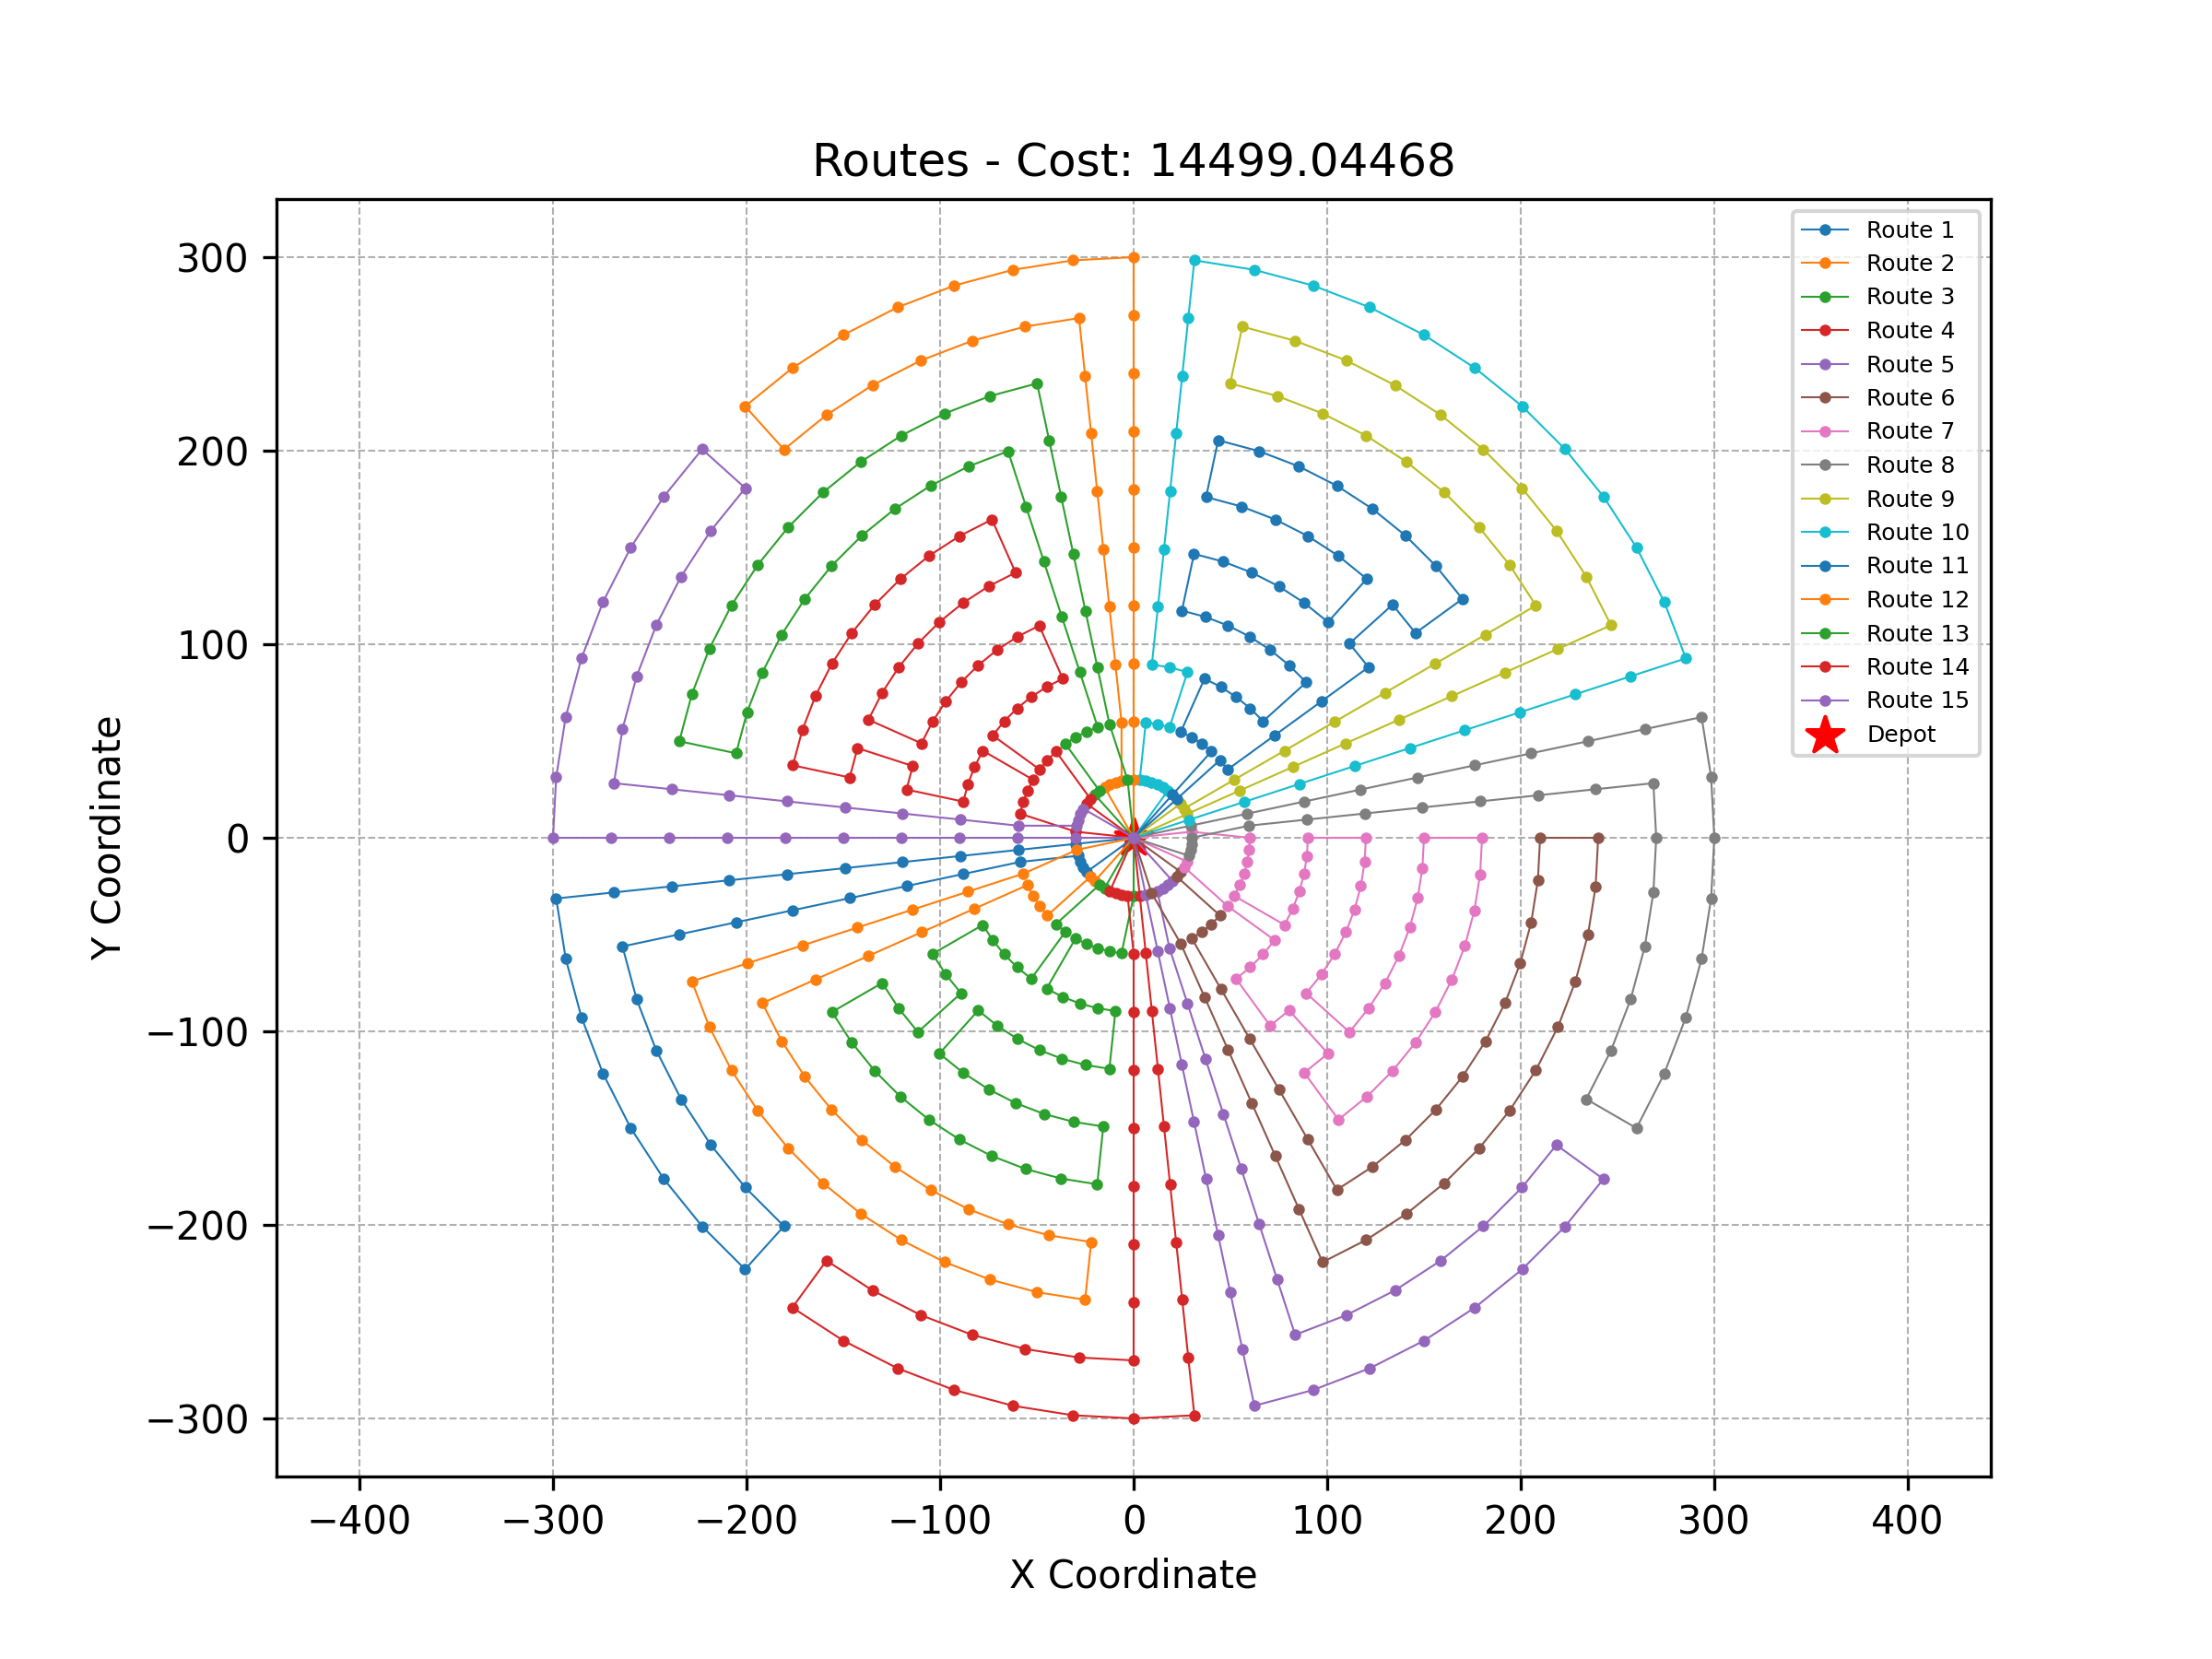 Routes - Cost: 14499.04468
300
200
100
0
−100
−200
−300
−400
−300
−200
−100
0
100
200
300
400
Y Coordinate
X Coordinate
Route 1
Route 2
Route 3
Route 4
Route 5
Route 6
Route 7
Route 8
Route 9
Route 10
Route 11
Route 12
Route 13
Route 14
Route 15
Depot